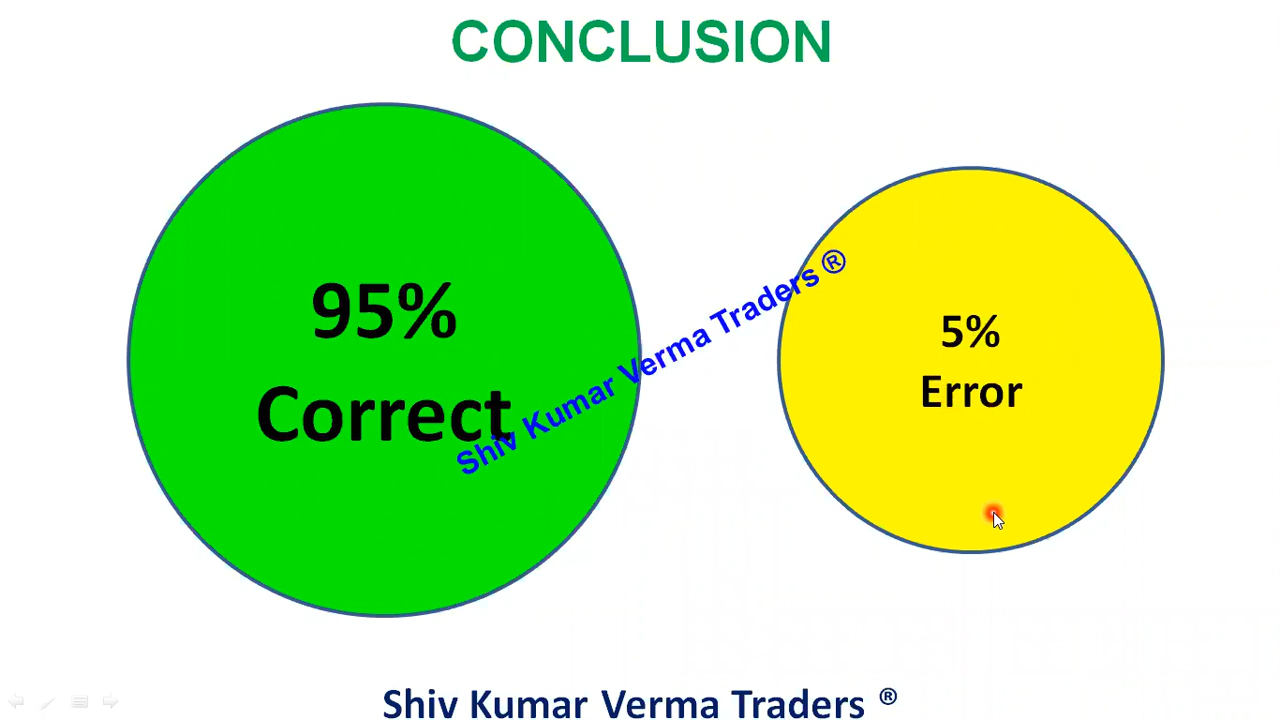 CONCLUSION
95%
Correct
5%
Error
Shiv Kumar Verma Traders ®
Shiv Kumar Verma Traders ®